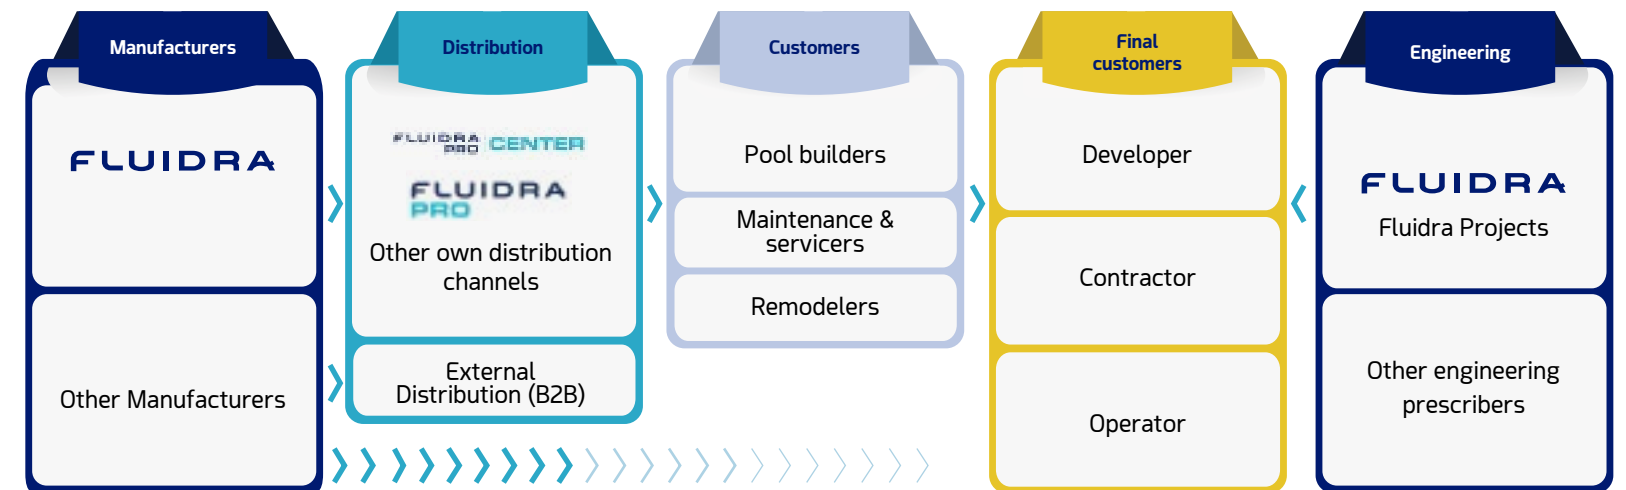 Manufacturers
FLUIDRA
Other Manufacturers
Distribution
FLUIDRA
PRO CENTER
FLUIDRA
PRO
Other own distribution
channels
External
Distribution (B2B)
Customers
Pool builders
Maintenance &
servicers
Remodelers
Final
customers
Developer
Contractor
Operator
Engineering
FLUIDRA
Fluidra Projects
Other engineering
prescribers